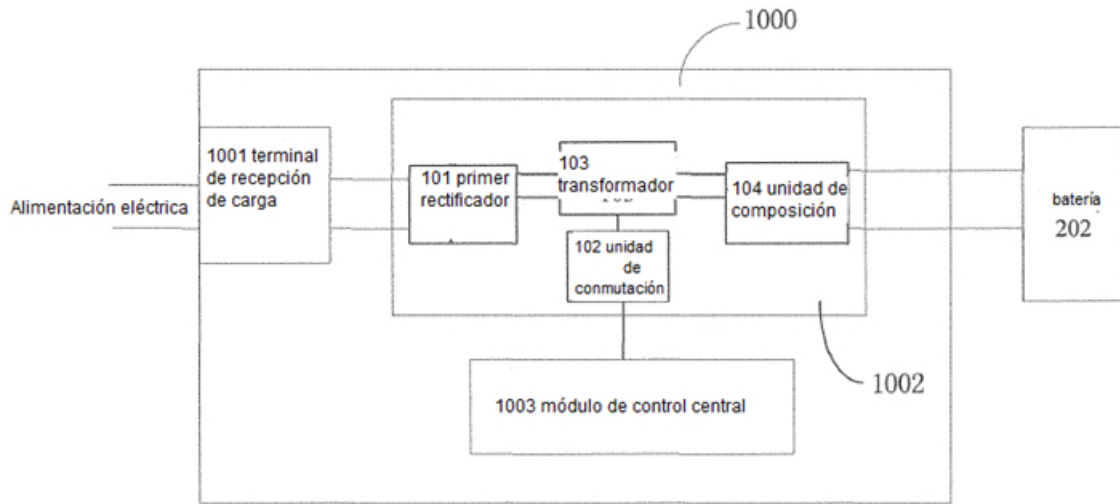 1000
1001 terminal
de recepción
de carga
Alimentación eléctrica
101 primer
rectificador
103
transformador
104 unidad de
composición
102 unidad
de
conmutación
batería
202
1002
1003 módulo de control central